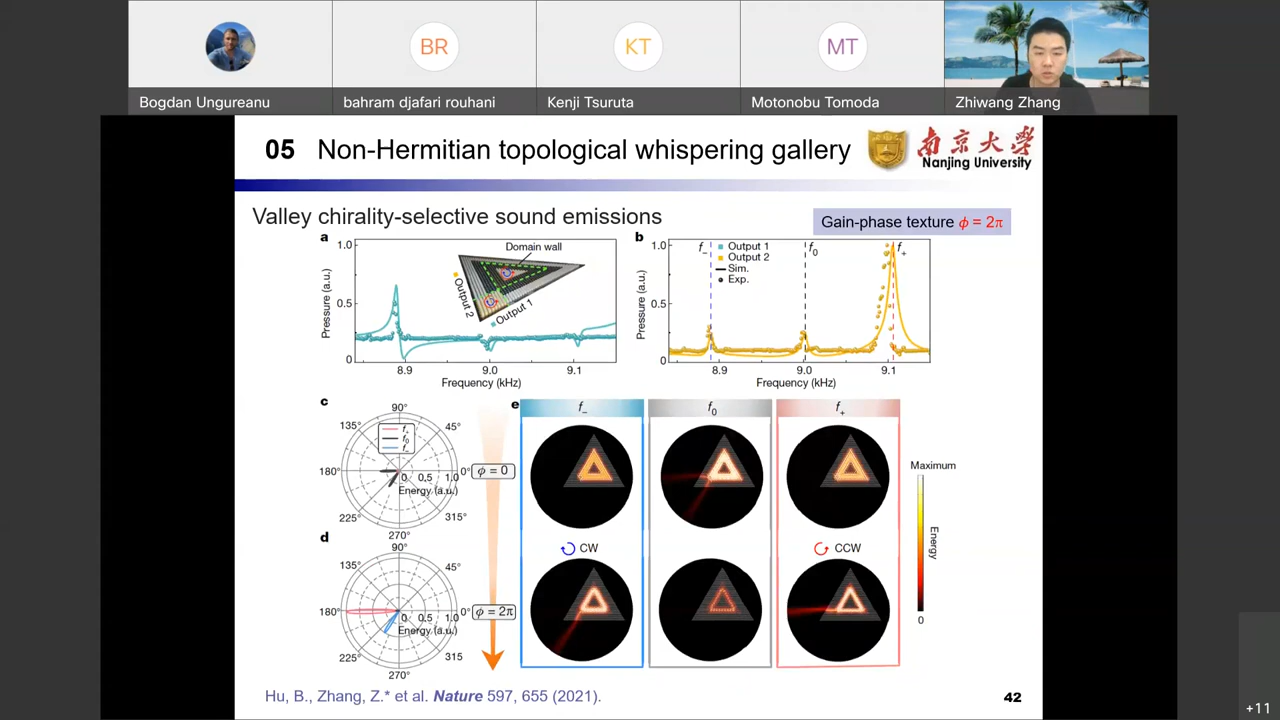 BR
KT
MT
Bogdan Ungureanu
bahram djafari rouhani
Kenji Tsuruta
Motonobu Tomoda
Zhiwang Zhang
05 Non-Hermitian topological whispering gallery
南京大學
Nanjing University
Valley chirality-selective sound emissions
Gain-phase texture ϕ = 2π
a
1.0
0.5
0
Pressure (a.u.)
Domain wall
Output 2
Output 1
8.9 9.0 9.1
Frequency (kHz)
b
1.0
0.5
0
Pressure (a.u.)
f₋ f₀ f₊
Output 1
Output 2
Sim.
Exp.
8.9 9.0 9.1
Frequency (kHz)
c
90°
135° 45°
f₊
f₀
f₋
180° 0 0.5 1.0 0°
Energy (a.u.)
225° 315°
270°
ϕ = 0
d
90°
135° 45°
180° 0 0.5 1.0 0°
Energy (a.u.)
225° 315
270°
ϕ = 2π
e
f₋ f₀ f₊
CW CCW
Maximum
Energy
0
Hu, B., Zhang, Z.* et al. Nature 597, 655 (2021).
42
+11